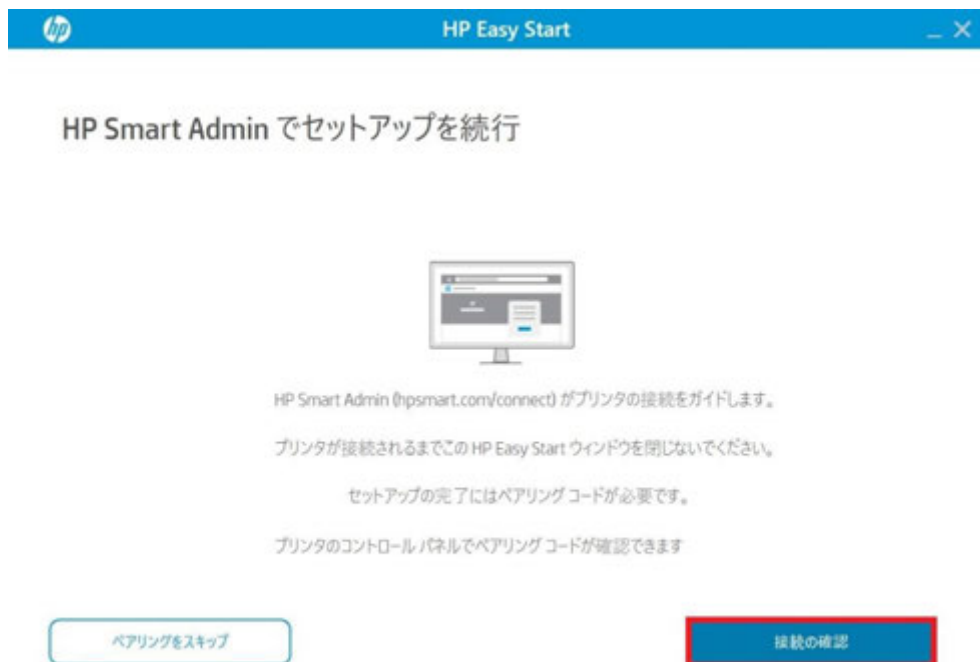 hp
HP Easy Start
HP Smart Admin でセットアップを続行
HP Smart Admin (hpsmart.com/connect) がプリンタの接続をガイドします。
プリンタが接続されるまでこの HP Easy Start ウィンドウを閉じないでください。
セットアップの完了にはペアリング コードが必要です。
プリンタのコントロール パネルでペアリング コードが確認できます
ペアリングをスキップ
接続の確認